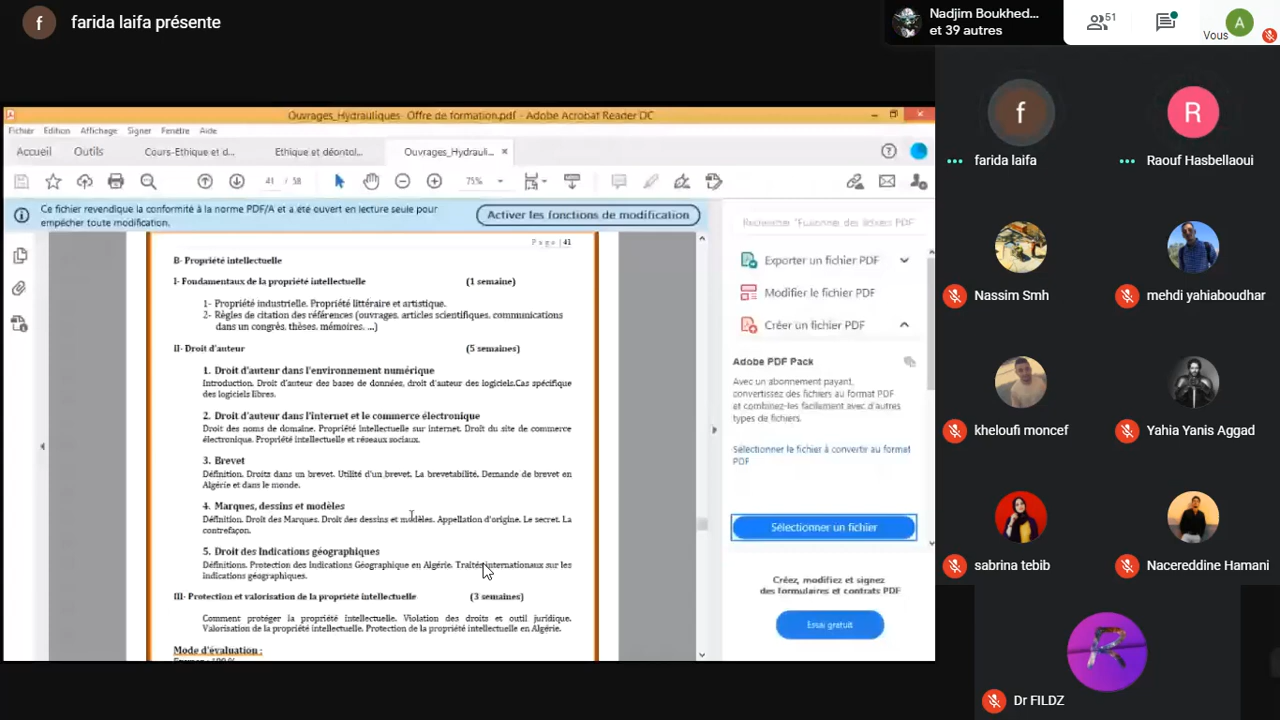 f farida laifa présente
Nadjim Boukhed...
et 39 autres
51
Vous
A
Ouvrages_Hydrauliques- Offre de formation.pdf - Adobe Acrobat Reader DC
Fichier Edition Affichage Signer Fenêtre Aide
Accueil Outils Cours-Ethique et d... Ethique et déontol... Ouvrages_Hydrauli... ×
41 / 58 75%
Ce fichier revendique la conformité à la norme PDF/A et a été ouvert en lecture seule pour
empêcher toute modification.
Activer les fonctions de modification
Page | 41
B- Propriété intellectuelle
I- Fondamentaux de la propriété intellectuelle (1 semaine)
1- Propriété industrielle. Propriété littéraire et artistique.
2- Règles de citation des références (ouvrages, articles scientifiques, communications
dans un congrès, thèses, mémoires, ...)
II- Droit d'auteur (5 semaines)
1. Droit d'auteur dans l'environnement numérique
Introduction. Droit d'auteur des bases de données, droit d'auteur des logiciels.Cas spécifique
des logiciels libres.
2. Droit d'auteur dans l'internet et le commerce électronique
Droit des noms de domaine. Propriété intellectuelle sur internet. Droit du site de commerce
électronique. Propriété intellectuelle et réseaux sociaux.
3. Brevet
Définition. Droits dans un brevet. Utilité d'un brevet. La brevetabilité. Demande de brevet en
Algérie et dans le monde.
4. Marques, dessins et modèles
Définition. Droit des Marques. Droit des dessins et modèles. Appellation d'origine. Le secret. La
contrefaçon.
5. Droit des Indications géographiques
Définitions. Protection des Indications Géographique en Algérie. Traités internationaux sur les
indications géographiques.
III- Protection et valorisation de la propriété intellectuelle (3 semaines)
Comment protéger la propriété intellectuelle. Violation des droits et outil juridique.
Valorisation de la propriété intellectuelle. Protection de la propriété intellectuelle en Algérie.
Mode d'évaluation :
Examen : 100 %
Rechercher "Fusionner des fichiers PDF"
Exporter un fichier PDF
Modifier le fichier PDF
Créer un fichier PDF
Adobe PDF Pack
Avec un abonnement payant,
convertissez des fichiers au format PDF
et combinez-les facilement avec d'autres
types de fichiers.
Sélectionner le fichier à convertir au format
PDF
Sélectionner un fichier
Créez, modifiez et signez
des formulaires et contrats PDF
Essai gratuit
f
farida laifa
R
Raouf Hasbellaoui
Nassim Smh
mehdi yahiaboudhar
kheloufi moncef
Yahia Yanis Aggad
sabrina tebib
Nacereddine Hamani
R
Dr FILDZ